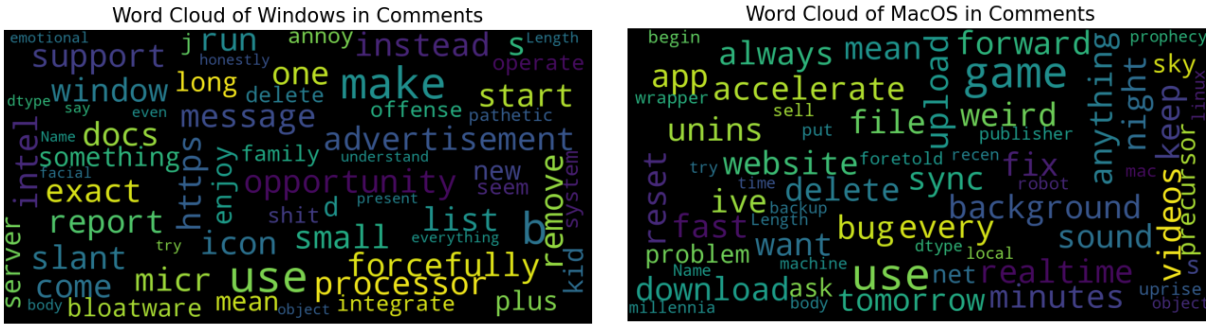 Word Cloud of Windows in Comments
emotional
j
run
annoy
instead
s
Length
support
honestly
operate
window
long
one
make
start
dtype
say
even
delete
offense
pathetic
message
Name
docs
advertisement
intel
something
https
enjoy
family
understand
new
facial
exact
opportunity
seem
remove
system
report
shit
d
present
list
b
try
icon
small
everything
server
slant
forcefully
kid
come
micr
use
processor
body
bloatware
mean
object
integrate
plus
Word Cloud of MacOS in Comments
begin
always
mean
forward
prophecy
app
upload
game
anything
night
sky
wrapper
accelerate
linux
sell
file
weird
keep
unins
put
publisher
precursor
reset
try
website
foretold
recen
fix
time
delete
sync
robot
mac
ive
backup
background
videos
fast
Length
bug
every
sound
problem
want
dtype
local
Name
machine
use
net
realtime
s
download
ask
uprise
millennia
body
tomorrow
minutes
object